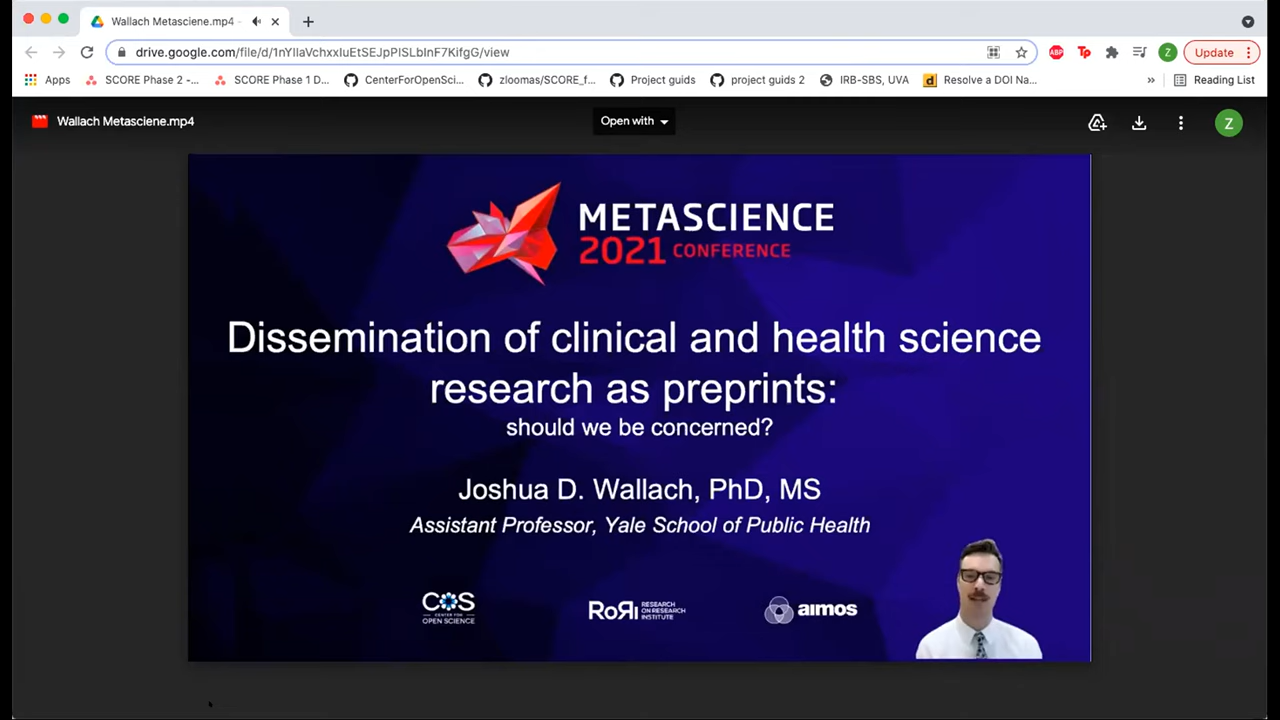 Wallach Metasciene.mp4 -
drive.google.com/file/d/1nYllaVchxxIuEtSEJpPlSLbInF7KifgG/view
ABP
Tp
Z
Update
Apps
SCORE Phase 2 -...
SCORE Phase 1 D...
CenterForOpenSci...
zloomas/SCORE_f...
Project guids
project guids 2
IRB-SBS, UVA
d
Resolve a DOI Na...
»
Reading List
Wallach Metasciene.mp4
Open with
Z
METASCIENCE
2021 CONFERENCE
Dissemination of clinical and health science
research as preprints:
should we be concerned?
Joshua D. Wallach, PhD, MS
Assistant Professor, Yale School of Public Health
COS
CENTER FOR
OPEN SCIENCE
RoRI
RESEARCH
ON RESEARCH
INSTITUTE
aimos